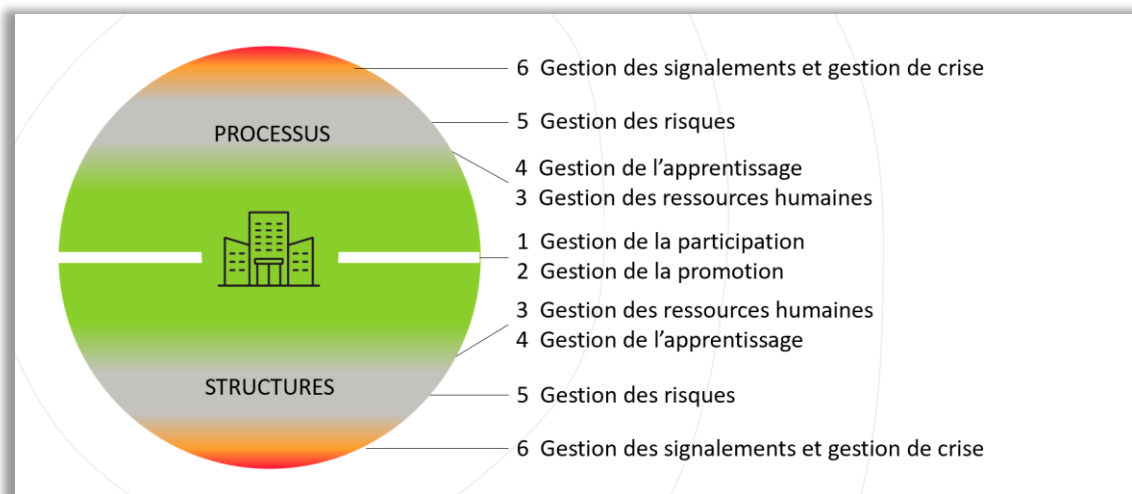 6 Gestion des signalements et gestion de crise
5 Gestion des risques
PROCESSUS
4 Gestion de l’apprentissage
3 Gestion des ressources humaines
1 Gestion de la participation
2 Gestion de la promotion
3 Gestion des ressources humaines
4 Gestion de l’apprentissage
STRUCTURES
5 Gestion des risques
6 Gestion des signalements et gestion de crise